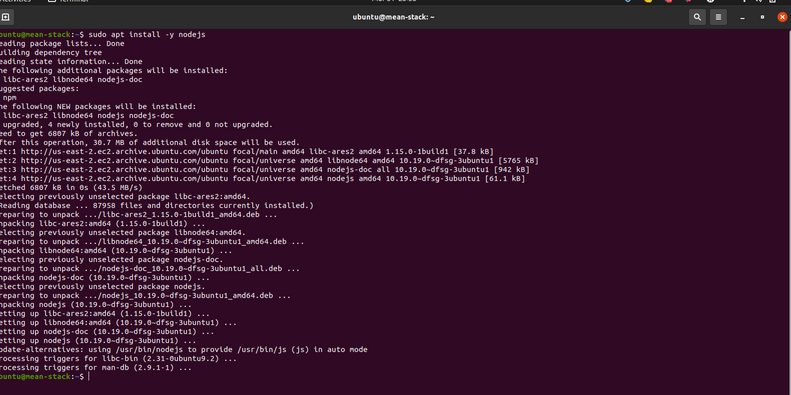 ubuntu@mean-stack: ~
ubuntu@mean-stack:~$ sudo apt install -y nodejs
eading package lists... Done
uilding dependency tree
eading state information... Done
he following additional packages will be installed:
libc-ares2 libnode64 nodejs-doc
uggested packages:
npm
he following NEW packages will be installed:
libc-ares2 libnode64 nodejs nodejs-doc
upgraded, 4 newly installed, 0 to remove and 0 not upgraded.
eed to get 6807 kB of archives.
fter this operation, 30.7 MB of additional disk space will be used.
et:1 http://us-east-2.ec2.archive.ubuntu.com/ubuntu focal/main amd64 libc-ares2 amd64 1.15.0-1build1 [37.8 kB]
et:2 http://us-east-2.ec2.archive.ubuntu.com/ubuntu focal/universe amd64 libnode64 amd64 10.19.0~dfsg-3ubuntu1 [5765 kB]
et:3 http://us-east-2.ec2.archive.ubuntu.com/ubuntu focal/universe amd64 nodejs-doc all 10.19.0~dfsg-3ubuntu1 [942 kB]
et:4 http://us-east-2.ec2.archive.ubuntu.com/ubuntu focal/universe amd64 nodejs amd64 10.19.0~dfsg-3ubuntu1 [61.1 kB]
etched 6807 kB in 0s (43.5 MB/s)
electing previously unselected package libc-ares2:amd64.
Reading database ... 87958 files and directories currently installed.)
reparing to unpack .../libc-ares2_1.15.0-1build1_amd64.deb ...
npacking libc-ares2:amd64 (1.15.0-1build1) ...
electing previously unselected package libnode64:amd64.
reparing to unpack .../libnode64_10.19.0~dfsg-3ubuntu1_amd64.deb ...
npacking libnode64:amd64 (10.19.0~dfsg-3ubuntu1) ...
electing previously unselected package nodejs-doc.
reparing to unpack .../nodejs-doc_10.19.0~dfsg-3ubuntu1_all.deb ...
npacking nodejs-doc (10.19.0~dfsg-3ubuntu1) ...
electing previously unselected package nodejs.
reparing to unpack .../nodejs_10.19.0~dfsg-3ubuntu1_amd64.deb ...
npacking nodejs (10.19.0~dfsg-3ubuntu1) ...
etting up libc-ares2:amd64 (1.15.0-1build1) ...
etting up libnode64:amd64 (10.19.0~dfsg-3ubuntu1) ...
etting up nodejs-doc (10.19.0~dfsg-3ubuntu1) ...
etting up nodejs (10.19.0~dfsg-3ubuntu1) ...
pdate-alternatives: using /usr/bin/nodejs to provide /usr/bin/js (js) in auto mode
rocessing triggers for libc-bin (2.31-0ubuntu9.2) ...
rocessing triggers for man-db (2.9.1-1) ...
ubuntu@mean-stack:~$